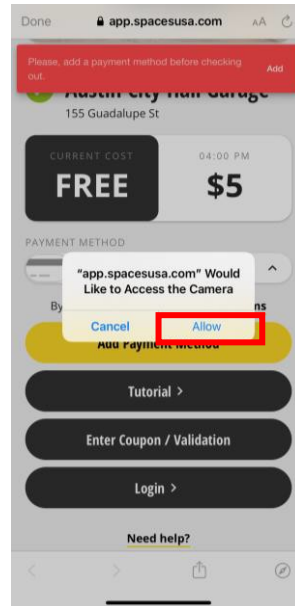 Done
app.spacesusa.com
AA
Please, add a payment method before checking
out.
Add
Austin City Hall Garage
155 Guadalupe St
CURRENT COST
FREE
04:00 PM
$5
PAYMENT METHOD
"app.spacesusa.com" Would
Like to Access the Camera
By
ns
Cancel
Allow
Add Payment Method
Tutorial >
Enter Coupon / Validation
Login >
Need help?